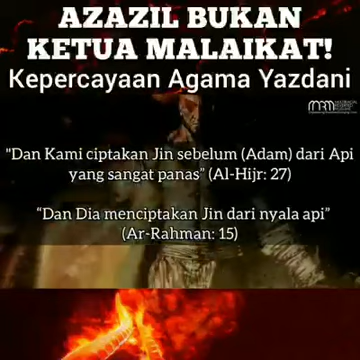 AZAZIL BUKAN
KETUA MALAIKAT!
Kepercayaan Agama Yazdani
"Dan Kami ciptakan Jin sebelum (Adam) dari Api
yang sangat panas” (Al-Hijr: 27)
“Dan Dia menciptakan Jin dari nyala api”
(Ar-Rahman: 15)